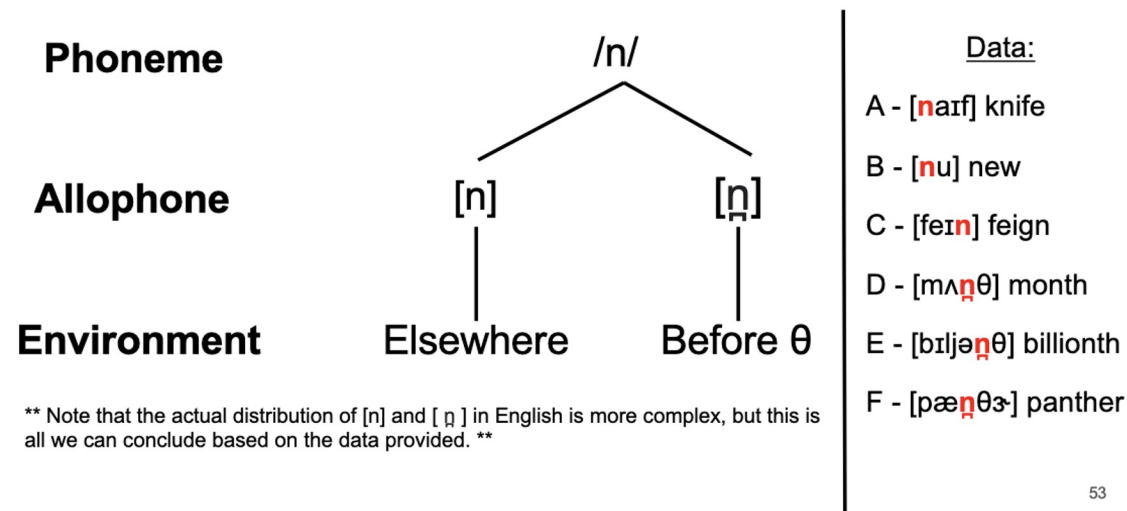 Phoneme
/n/
Allophone
[n]
[n̪]
Environment
Elsewhere
Before θ
** Note that the actual distribution of [n] and [ n̪ ] in English is more complex, but this is
all we can conclude based on the data provided. **
Data:
A - [naɪf] knife
B - [nu] new
C - [feɪn] feign
D - [mʌn̪θ] month
E - [bɪljən̪θ] billionth
F - [pæn̪θɝ] panther
53